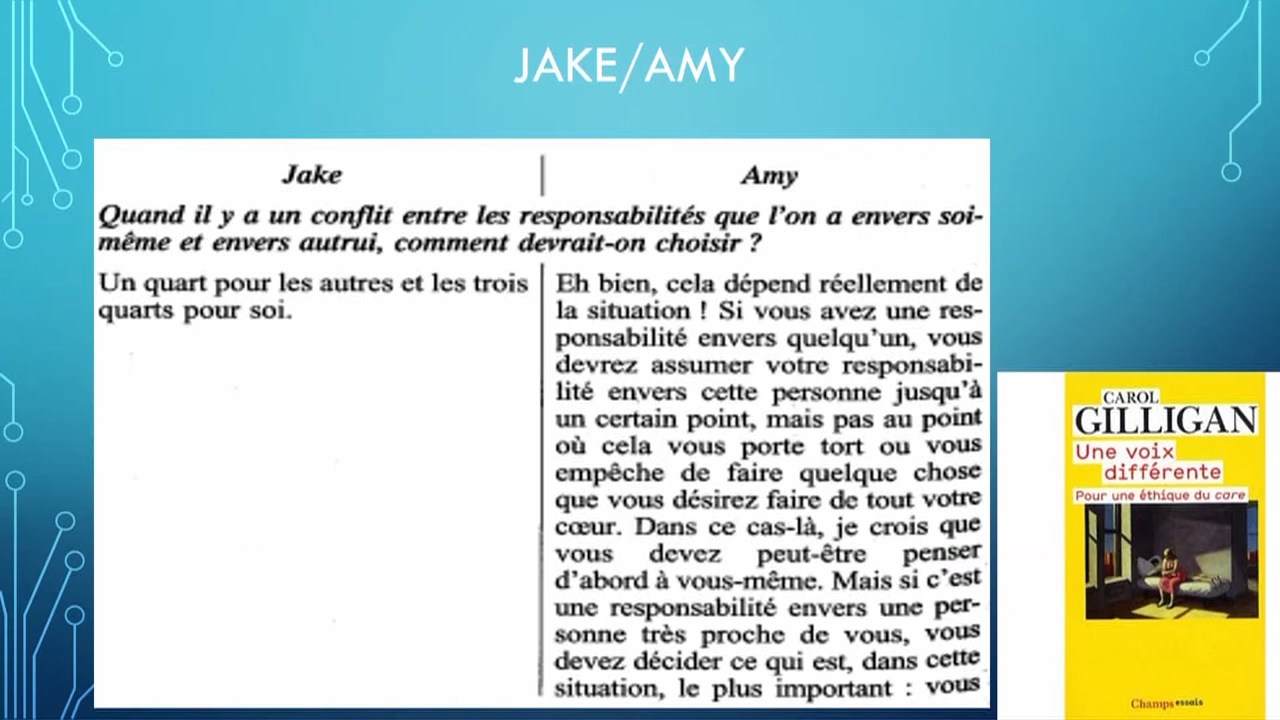 JAKE/AMY
Jake
Amy
Quand il y a un conflit entre les responsabilités que l'on a envers soi-
même et envers autrui, comment devrait-on choisir ?
Un quart pour les autres et les trois
quarts pour soi.
Eh bien, cela dépend réellement de
la situation ! Si vous avez une res-
ponsabilité envers quelqu'un, vous
devrez assumer votre responsabi-
lité envers cette personne jusqu'à
un certain point, mais pas au point
où cela vous porte tort ou vous
empêche de faire quelque chose
que vous désirez faire de tout votre
cœur. Dans ce cas-là, je crois que
vous devez peut-être penser
d'abord à vous-même. Mais si c'est
une responsabilité envers une per-
sonne très proche de vous, vous
devez décider ce qui est, dans cette
situation, le plus important : vous
CAROL
GILLIGAN
Une voix
différente
Pour une éthique du care
Champs essais